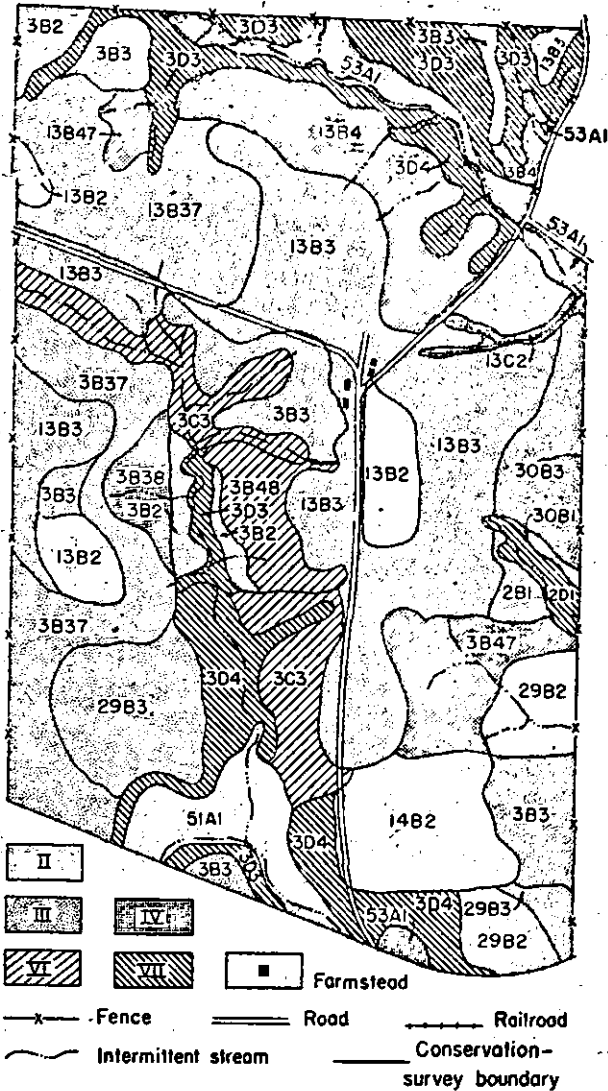 3B2
3D3
3B3
3B3
3D3
3D3
13B3
3D3
53A1
13B47
13B4
53A1
3D4
13B4
13B2
13B37
13B3
53A1
13B3
13C2
3B37
3C3
3B3
13B3
13B3
13B2
30B3
3B38
3B48
3B3
3B2
3D3
13B3
30B1
3B2
13B2
2B1
2D1
3B37
3B47
3D4
3C3
29B3
29B2
51A1
14B2
3B3
3D4
II
3B3
3D3
3D4
29B3
III
IV
53A1
29B2
VI
VII
Farmstead
Fence
Road
Railroad
Intermittent stream
Conservation-
survey boundary